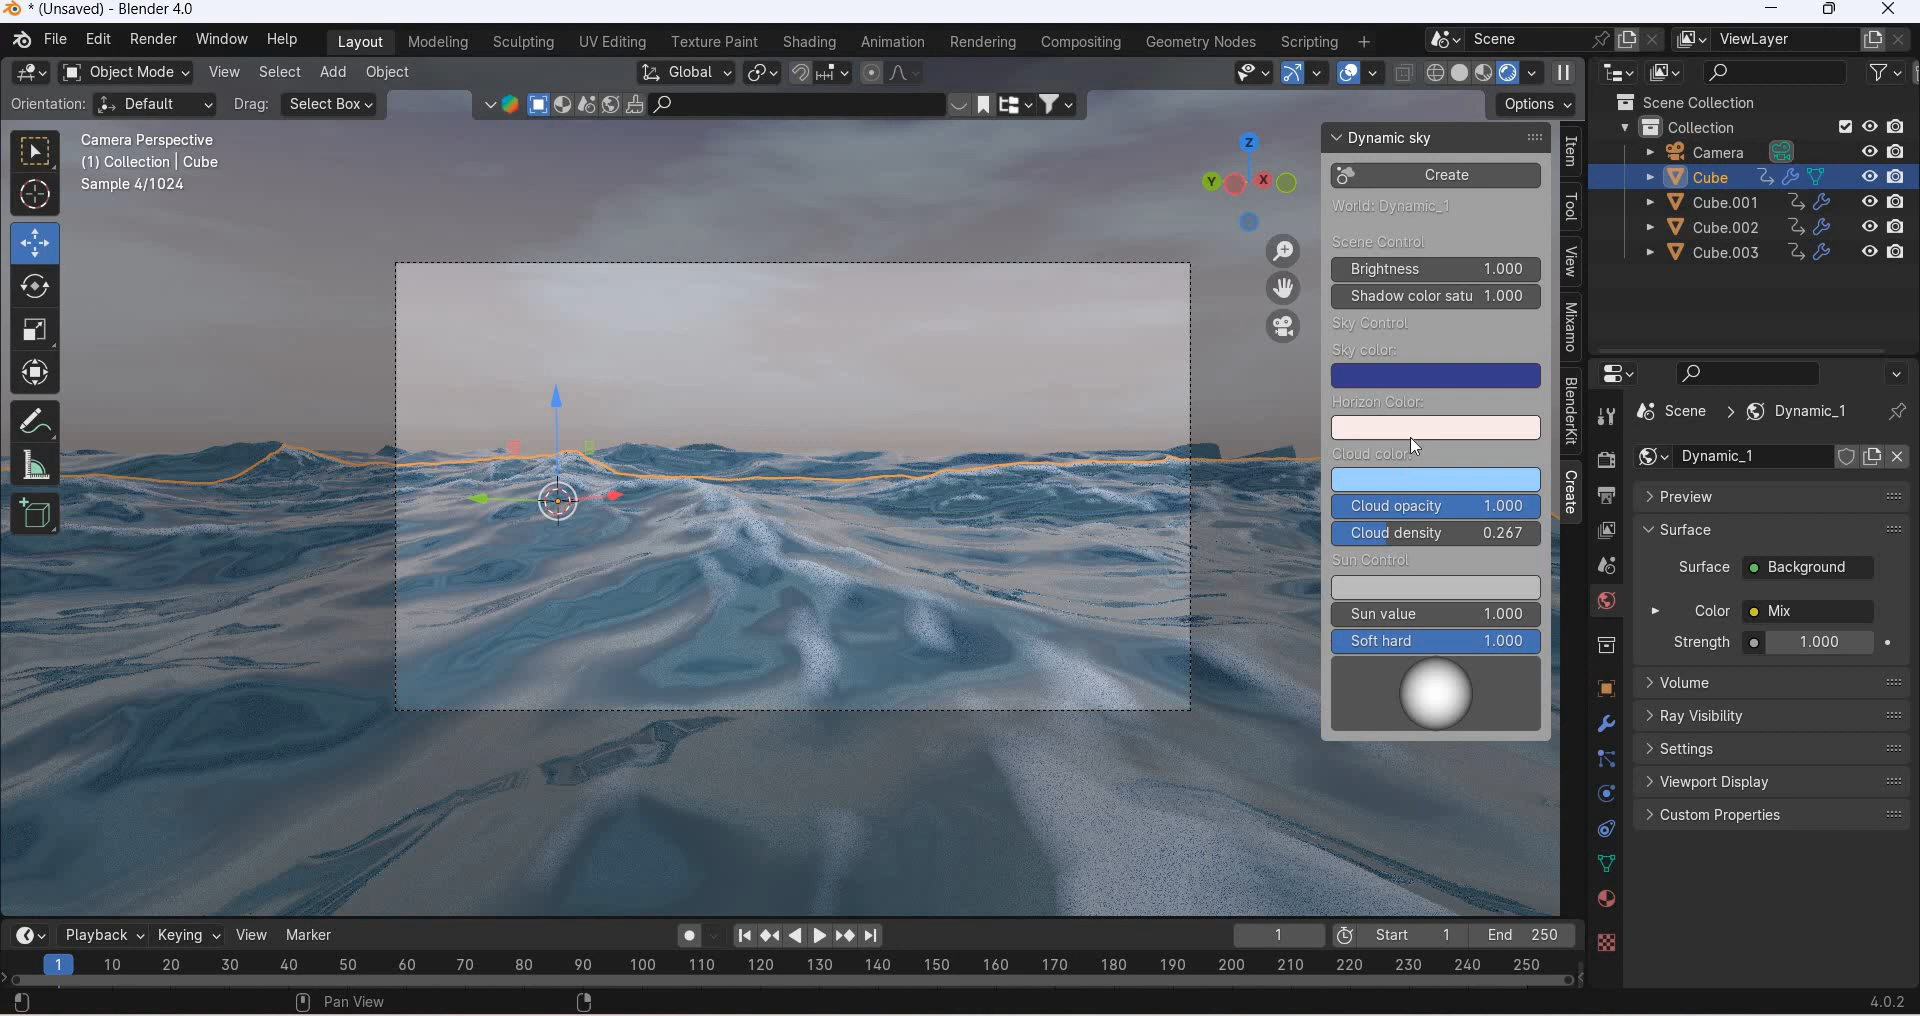 * (Unsaved) - Blender 4.0
File Edit Render Window Help Layout Modeling Sculpting UV Editing Texture Paint Shading Animation Rendering Compositing Geometry Nodes Scripting + Scene ViewLayer
Object Mode View Select Add Object Global
Orientation: Default Drag: Select Box Options
Camera Perspective
(1) Collection | Cube
Sample 4/1024
Z
Y
X
Dynamic sky
Create
World: Dynamic_1
Scene Control
Brightness 1.000
Shadow color satu 1.000
Sky Control
Sky color:
Horizon Color:
Cloud color:
Cloud opacity 1.000
Cloud density 0.267
Sun Control
Sun value 1.000
Soft hard 1.000
Item
Tool
View
Mixamo
BlenderKit
Create
Scene Collection
Collection
Camera
Cube
Cube.001
Cube.002
Cube.003
Scene > Dynamic_1
Dynamic_1
Preview
Surface
Surface Background
Color Mix
Strength 1.000
Volume
Ray Visibility
Settings
Viewport Display
Custom Properties
Playback Keying View Marker 1 Start 1 End 250
1 10 20 30 40 50 60 70 80 90 100 110 120 130 140 150 160 170 180 190 200 210 220 230 240 250
Pan View 4.0.2